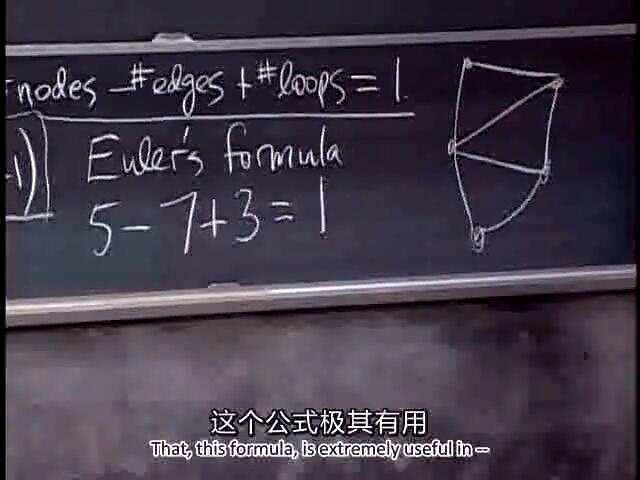 #nodes - #edges + #loops = 1.
-1)
Euler's formula
5 - 7 + 3 = 1
这个公式极其有用
That, this formula, is extremely useful in --